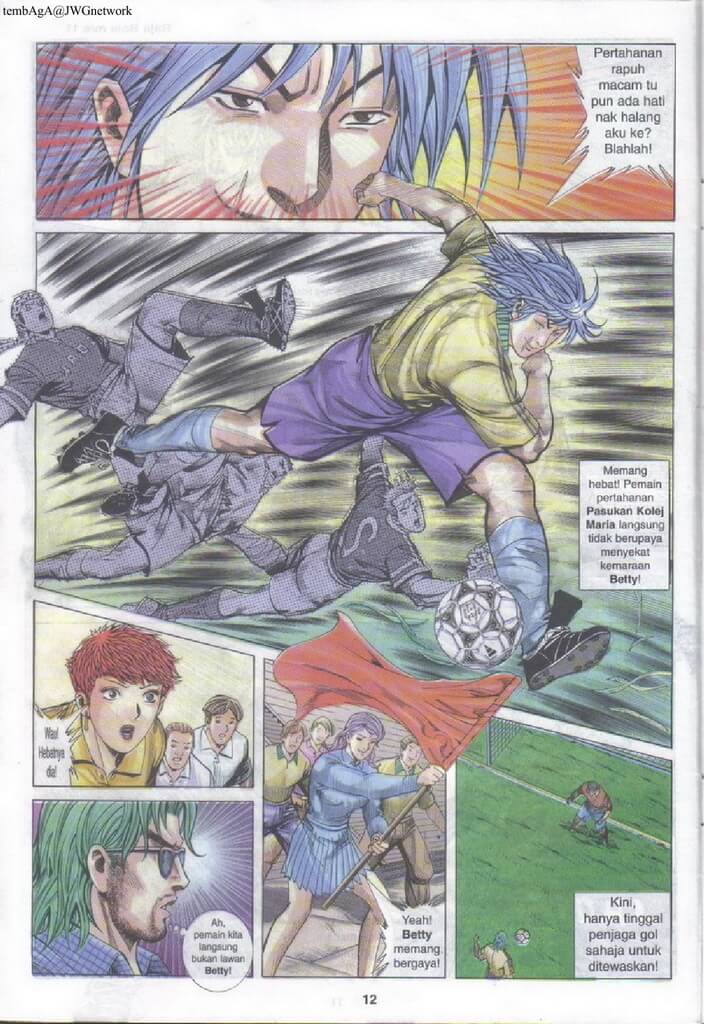 tembAgA@JWGnetwork
Pertahanan
rapuh
macam tu
pun ada hati
nak halang
aku ke?
Blahlah!
Memang
hebat! Pemain
pertahanan
Pasukan Kolej
Maria langsung
tidak berupaya
menyekat
kemaraan
Betty!
Wau!
Hebatnya
dia!
Ah,
pemain kita
langsung
bukan lawan
Betty!
Yeah!
Betty
memang
bergaya!
Kini,
hanya tinggal
penjaga gol
sahaja untuk
ditewaskan!
12